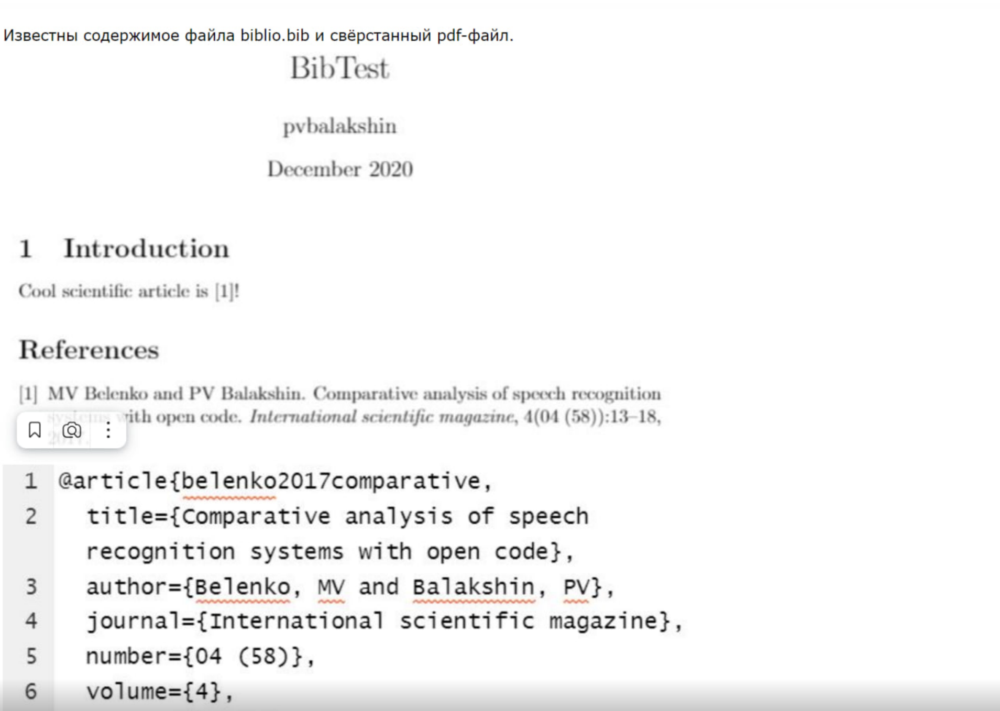 Известны содержимое файла biblio.bib и свёрстанный pdf-файл.
BibTest
pvbalakshin
December 2020
1 Introduction
Cool scientific article is [1]!
References
[1] MV Belenko and PV Balakshin. Comparative analysis of speech recognition
systems with open code. International scientific magazine, 4(04 (58)):13–18,
2017.
1 @article{belenko2017comparative,
2 title={Comparative analysis of speech
recognition systems with open code},
3 author={Belenko, MV and Balakshin, PV},
4 journal={International scientific magazine},
5 number={04 (58)},
6 volume={4},